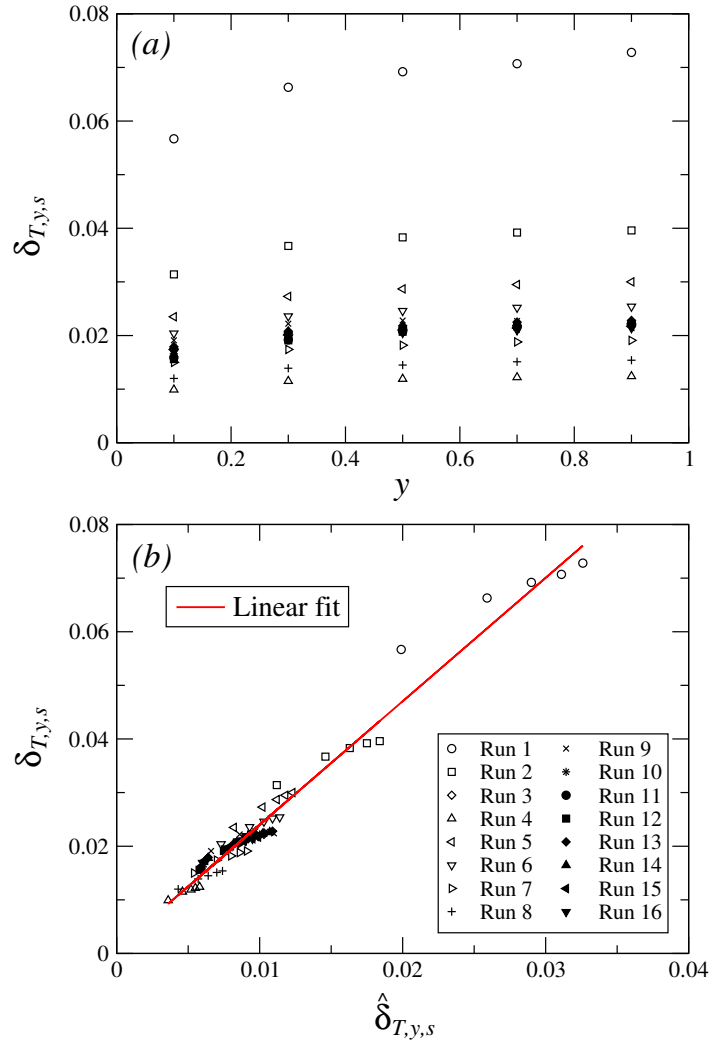 (a)
0.08
0.06
0.04
0.02
0
δT,y,s
0 0.2 0.4 0.6 0.8 1
y
(b)
0.08
0.06
0.04
0.02
0
δT,y,s
Linear fit
Run 1 Run 9
Run 2 Run 10
Run 3 Run 11
Run 4 Run 12
Run 5 Run 13
Run 6 Run 14
Run 7 Run 15
Run 8 Run 16
0 0.01 0.02 0.03 0.04
δ̂T,y,s